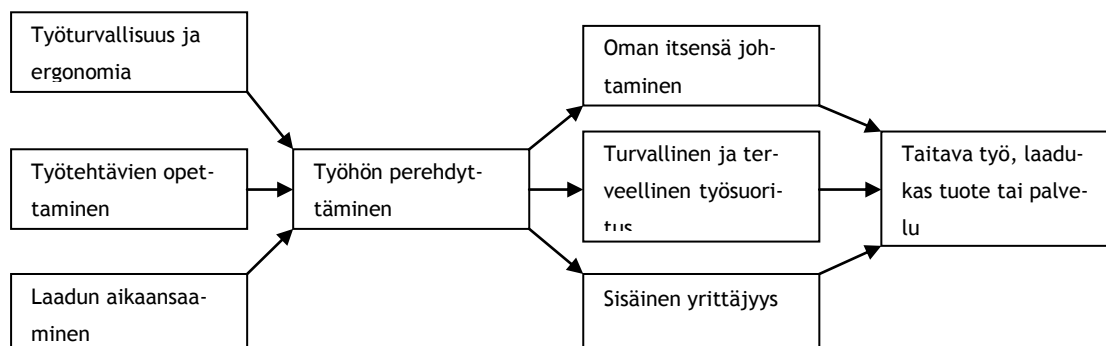 Työturvallisuus ja
ergonomia
Työtehtävien opet-
taminen
Laadun aikaansaa-
minen
Työhön perehdyt-
täminen
Oman itsensä joh-
taminen
Turvallinen ja ter-
veellinen työsuori-
tus
Sisäinen yrittäjyys
Taitava työ, laadu-
kas tuote tai palve-
lu